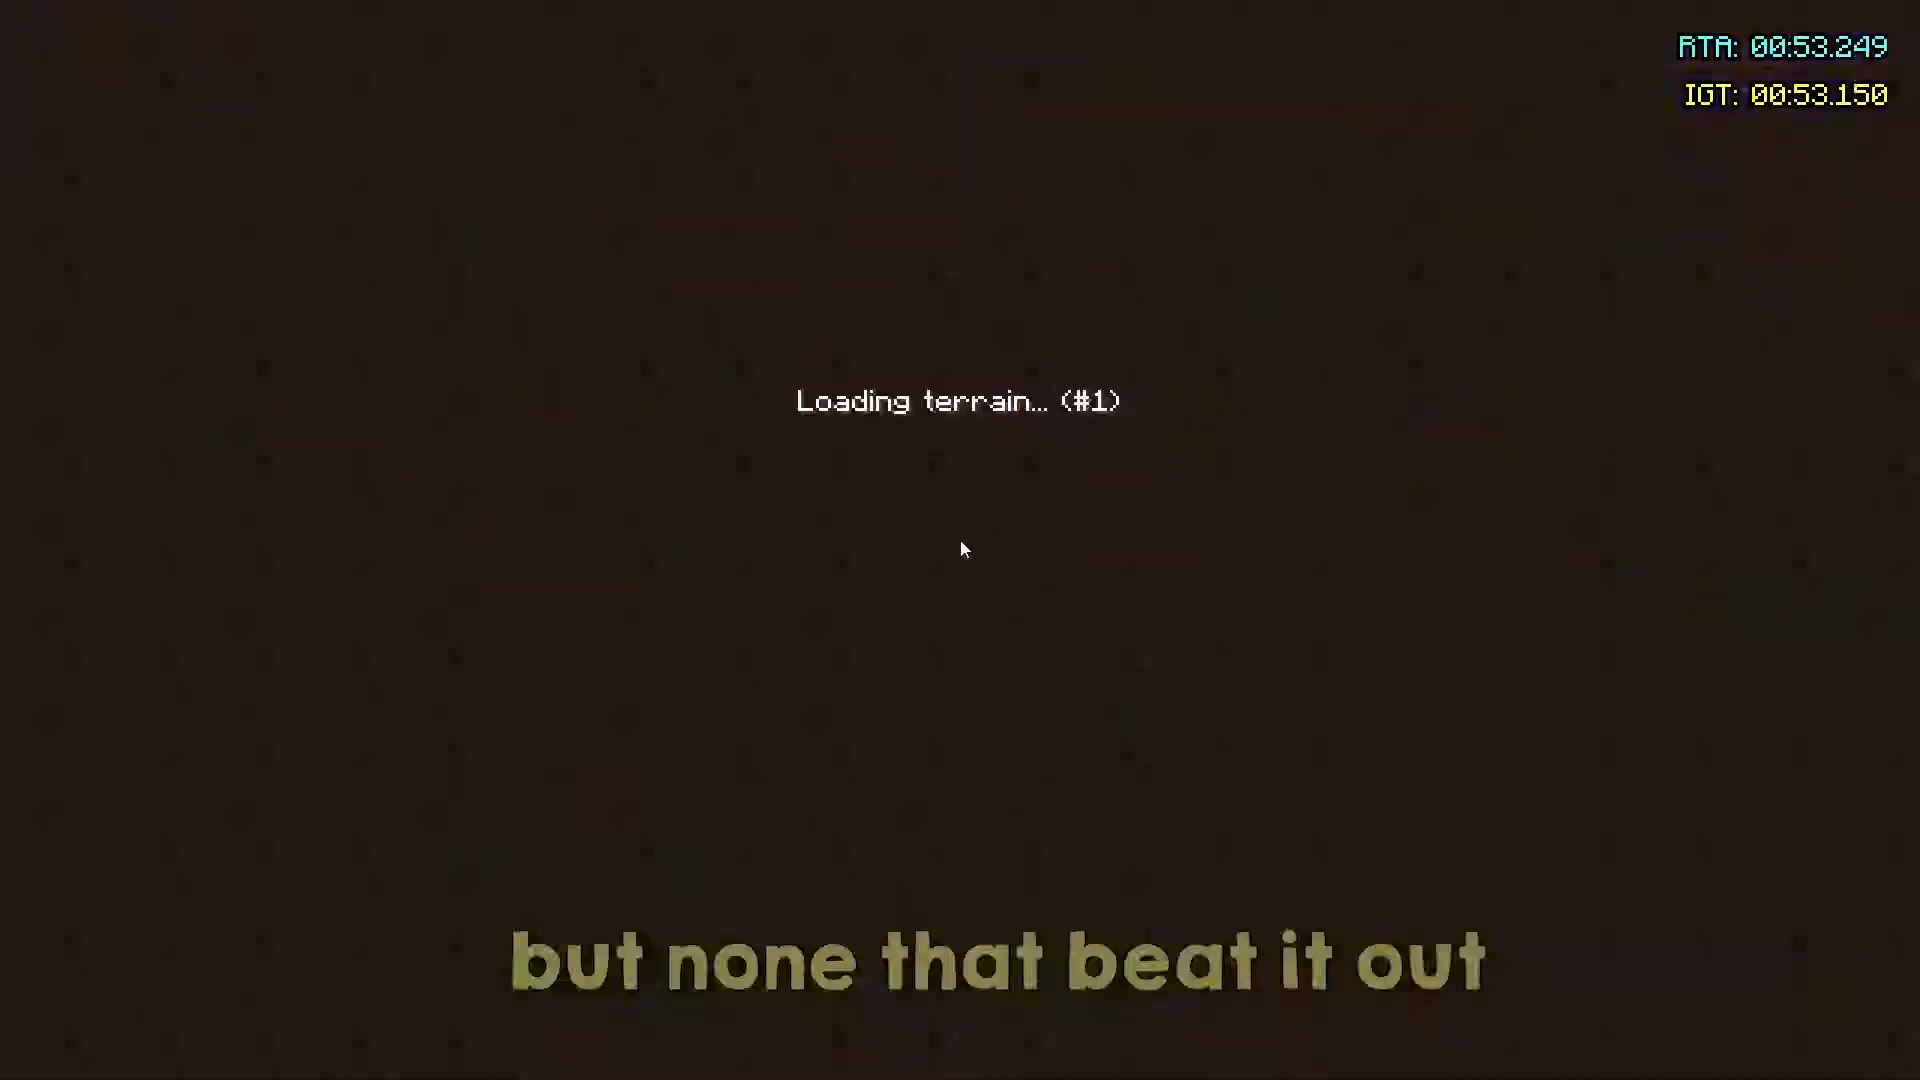 RTA: 00:53.249
IGT: 00:53.150
Loading terrain... (#1)
but none that beat it out